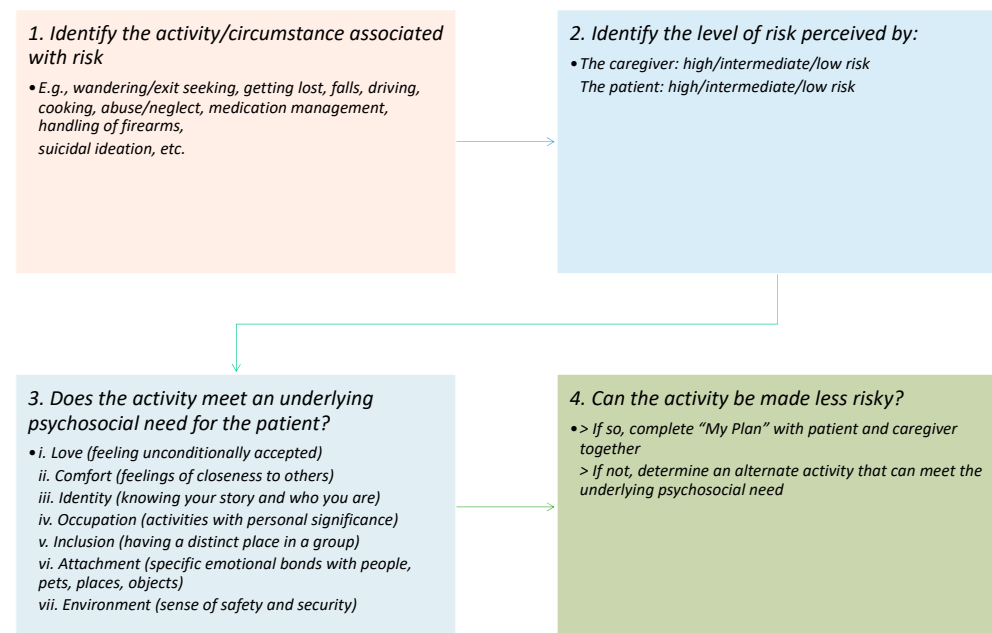 1. Identify the activity/circumstance associated
with risk
• E.g., wandering/exit seeking, getting lost, falls, driving,
cooking, abuse/neglect, medication management,
handling of firearms,
suicidal ideation, etc.
2. Identify the level of risk perceived by:
• The caregiver: high/intermediate/low risk
The patient: high/intermediate/low risk
3. Does the activity meet an underlying
psychosocial need for the patient?
• i. Love (feeling unconditionally accepted)
ii. Comfort (feelings of closeness to others)
iii. Identity (knowing your story and who you are)
iv. Occupation (activities with personal significance)
v. Inclusion (having a distinct place in a group)
vi. Attachment (specific emotional bonds with people,
pets, places, objects)
vii. Environment (sense of safety and security)
4. Can the activity be made less risky?
• > If so, complete “My Plan” with patient and caregiver
together
> If not, determine an alternate activity that can meet the
underlying psychosocial need